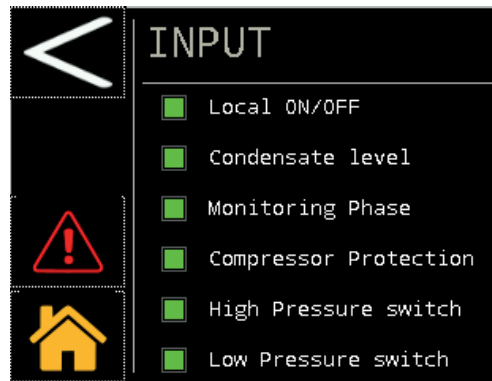 INPUT
Local ON/OFF
Condensate level
Monitoring Phase
Compressor Protection
High Pressure switch
Low Pressure switch